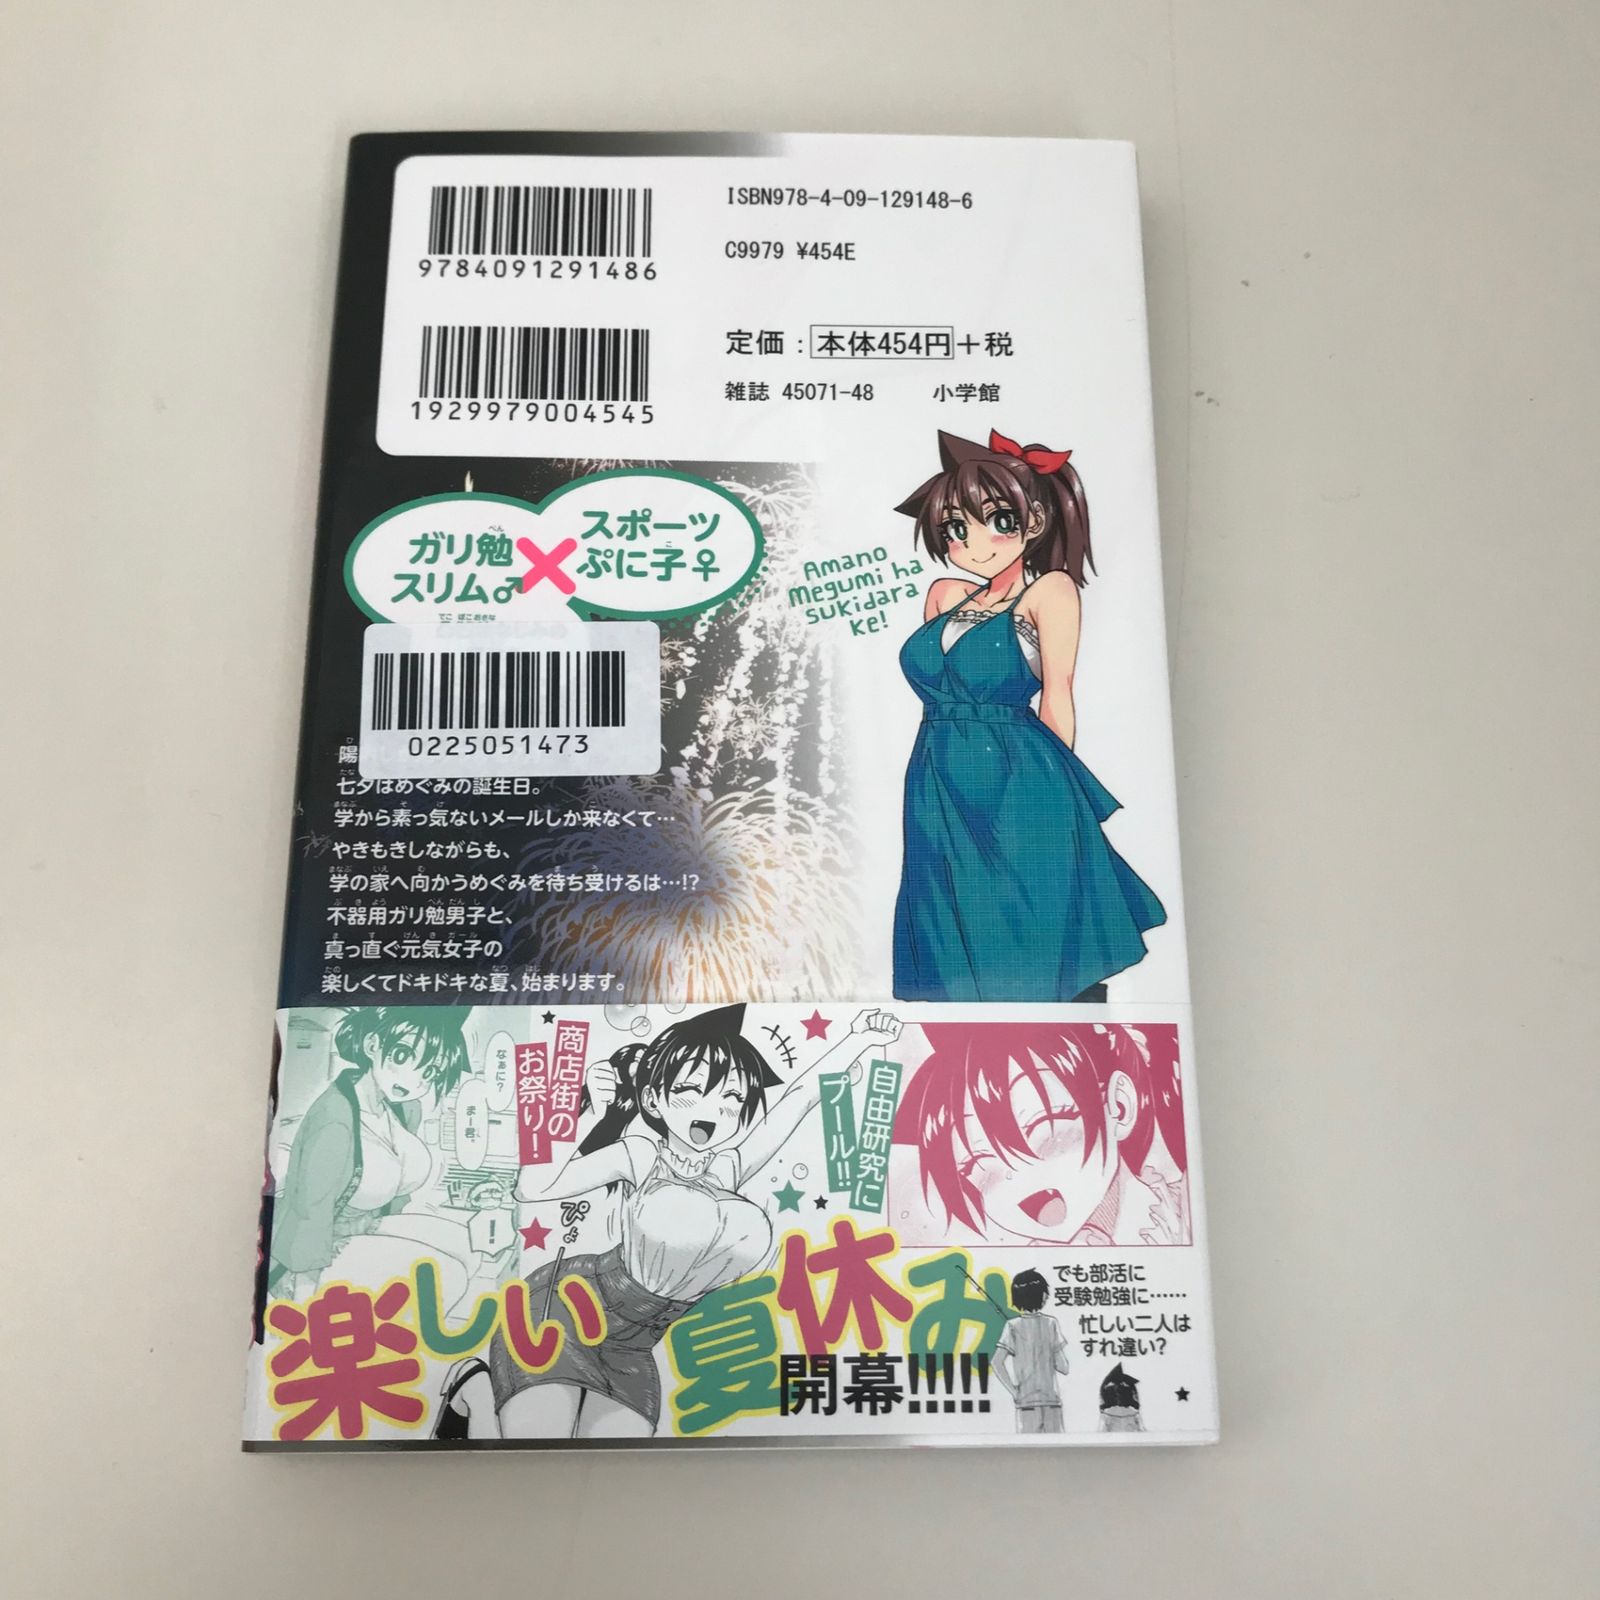 9784091291486
ISBN978-4-09-129148-6
C9979 ¥454E
1929979004545
定価：本体454円＋税
雑誌 45071-48 小学館
ガリ勉
スリム♂
×
スポーツ
ぷに子♀
Amano
Megumi ha
sukidara
ke!
0225051473
陽
七夕はめぐみの誕生日。
学から素っ気ないメールしか来なくて…
やきもきしながらも、
学の家へ向かうめぐみを待ち受けるは…!?
不器用ガリ勉男子と、
真っ直ぐ元気女子の
楽しくてドキドキな夏、始まります。
なぁに?
まー君。
商店街の
お祭り！
自由研究に
プール!!
ぴょ
!
楽しい
夏休み
開幕!!!!!
でも部活に
受験勉強に……
忙しい二人は
すれ違い？